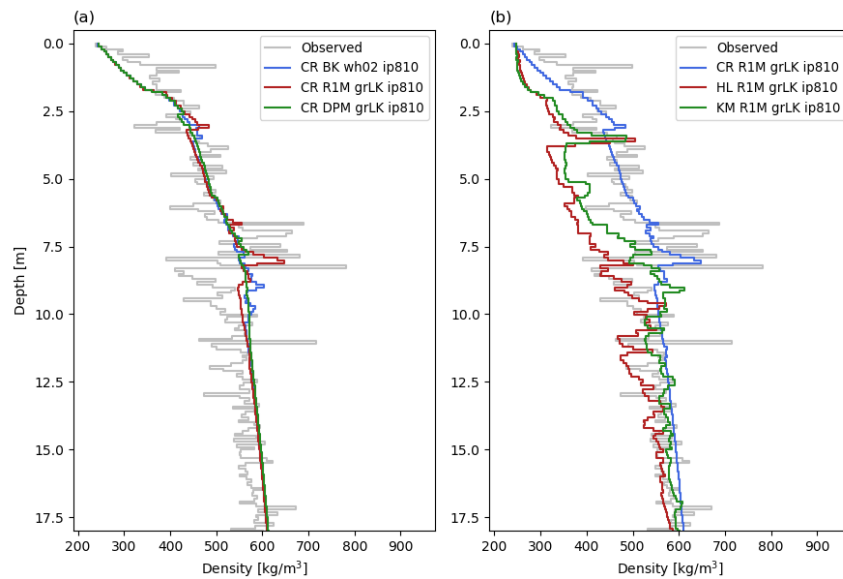 (a)
(b)
Observed
CR BK wh02 ip810
CR R1M grLK ip810
CR DPM grLK ip810
Observed
CR R1M grLK ip810
HL R1M grLK ip810
KM R1M grLK ip810
Depth [m]
0.0
2.5
5.0
7.5
10.0
12.5
15.0
17.5
0.0
2.5
5.0
7.5
10.0
12.5
15.0
17.5
200 300 400 500 600 700 800 900
200 300 400 500 600 700 800 900
Density [kg/m³]
Density [kg/m³]